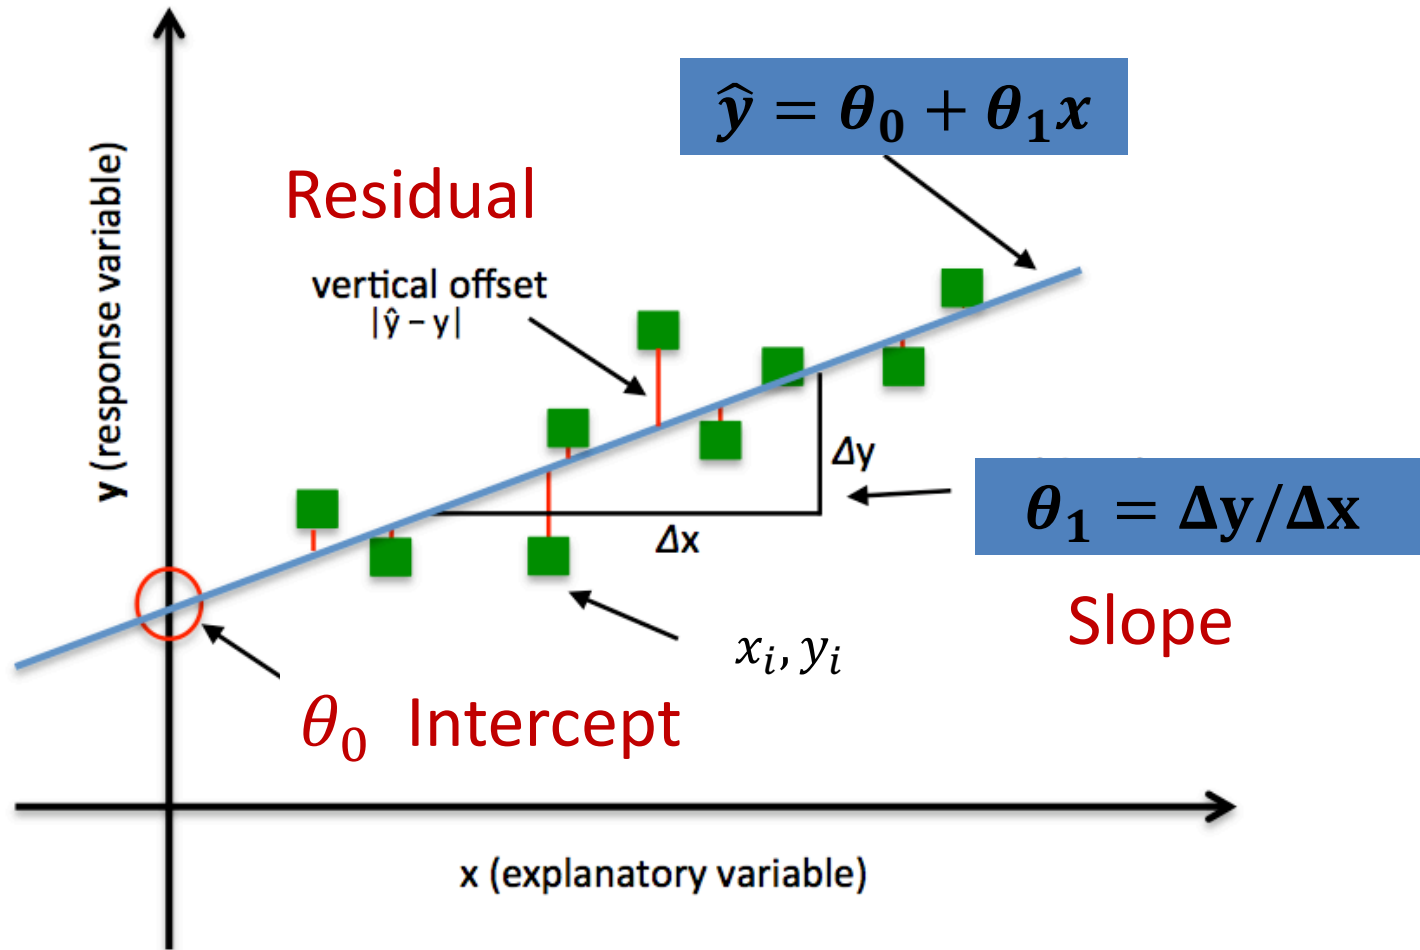 ŷ = θ₀ + θ₁x
Residual
vertical offset
|ŷ – y|
y (response variable)
Δy
θ₁ = Δy/Δx
Δx
Slope
xᵢ, yᵢ
θ₀ Intercept
x (explanatory variable)